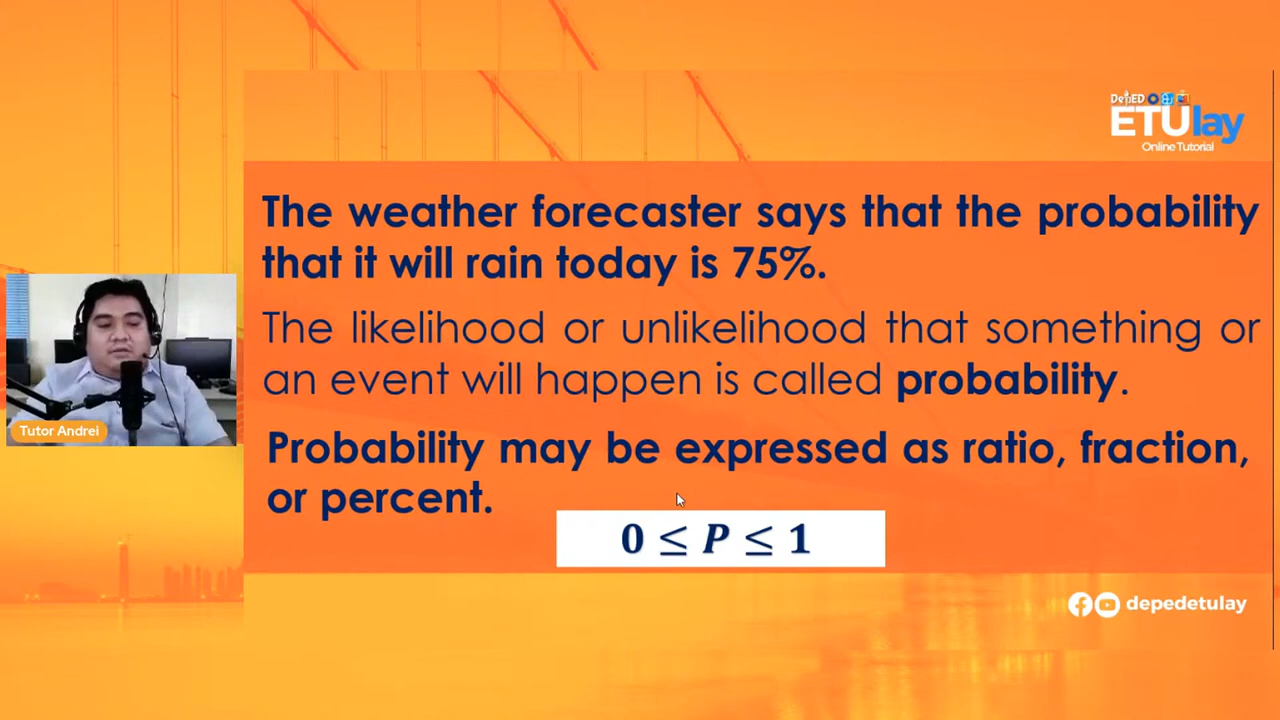 DepED
ETUlay
Online Tutorial
The weather forecaster says that the probability
that it will rain today is 75%.
The likelihood or unlikelihood that something or
an event will happen is called probability.
Probability may be expressed as ratio, fraction,
or percent.
0 ≤ P ≤ 1
Tutor Andrei
depedetulay